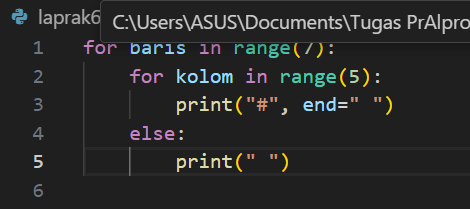 laprak6
C:\Users\ASUS\Documents\Tugas PrAlpro
1 for baris in range(7):
2     for kolom in range(5):
3         print("#", end=" ")
4     else:
5         print(" ")
6